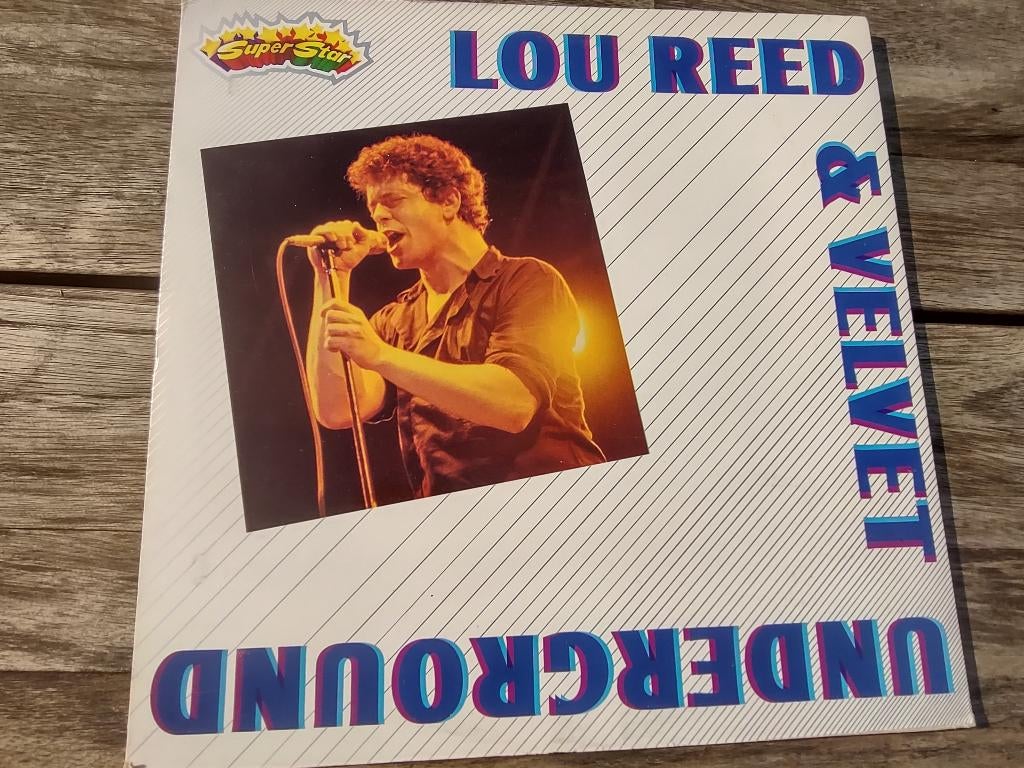 Super Star
LOU REED
& VELVET
UNDERGROUND